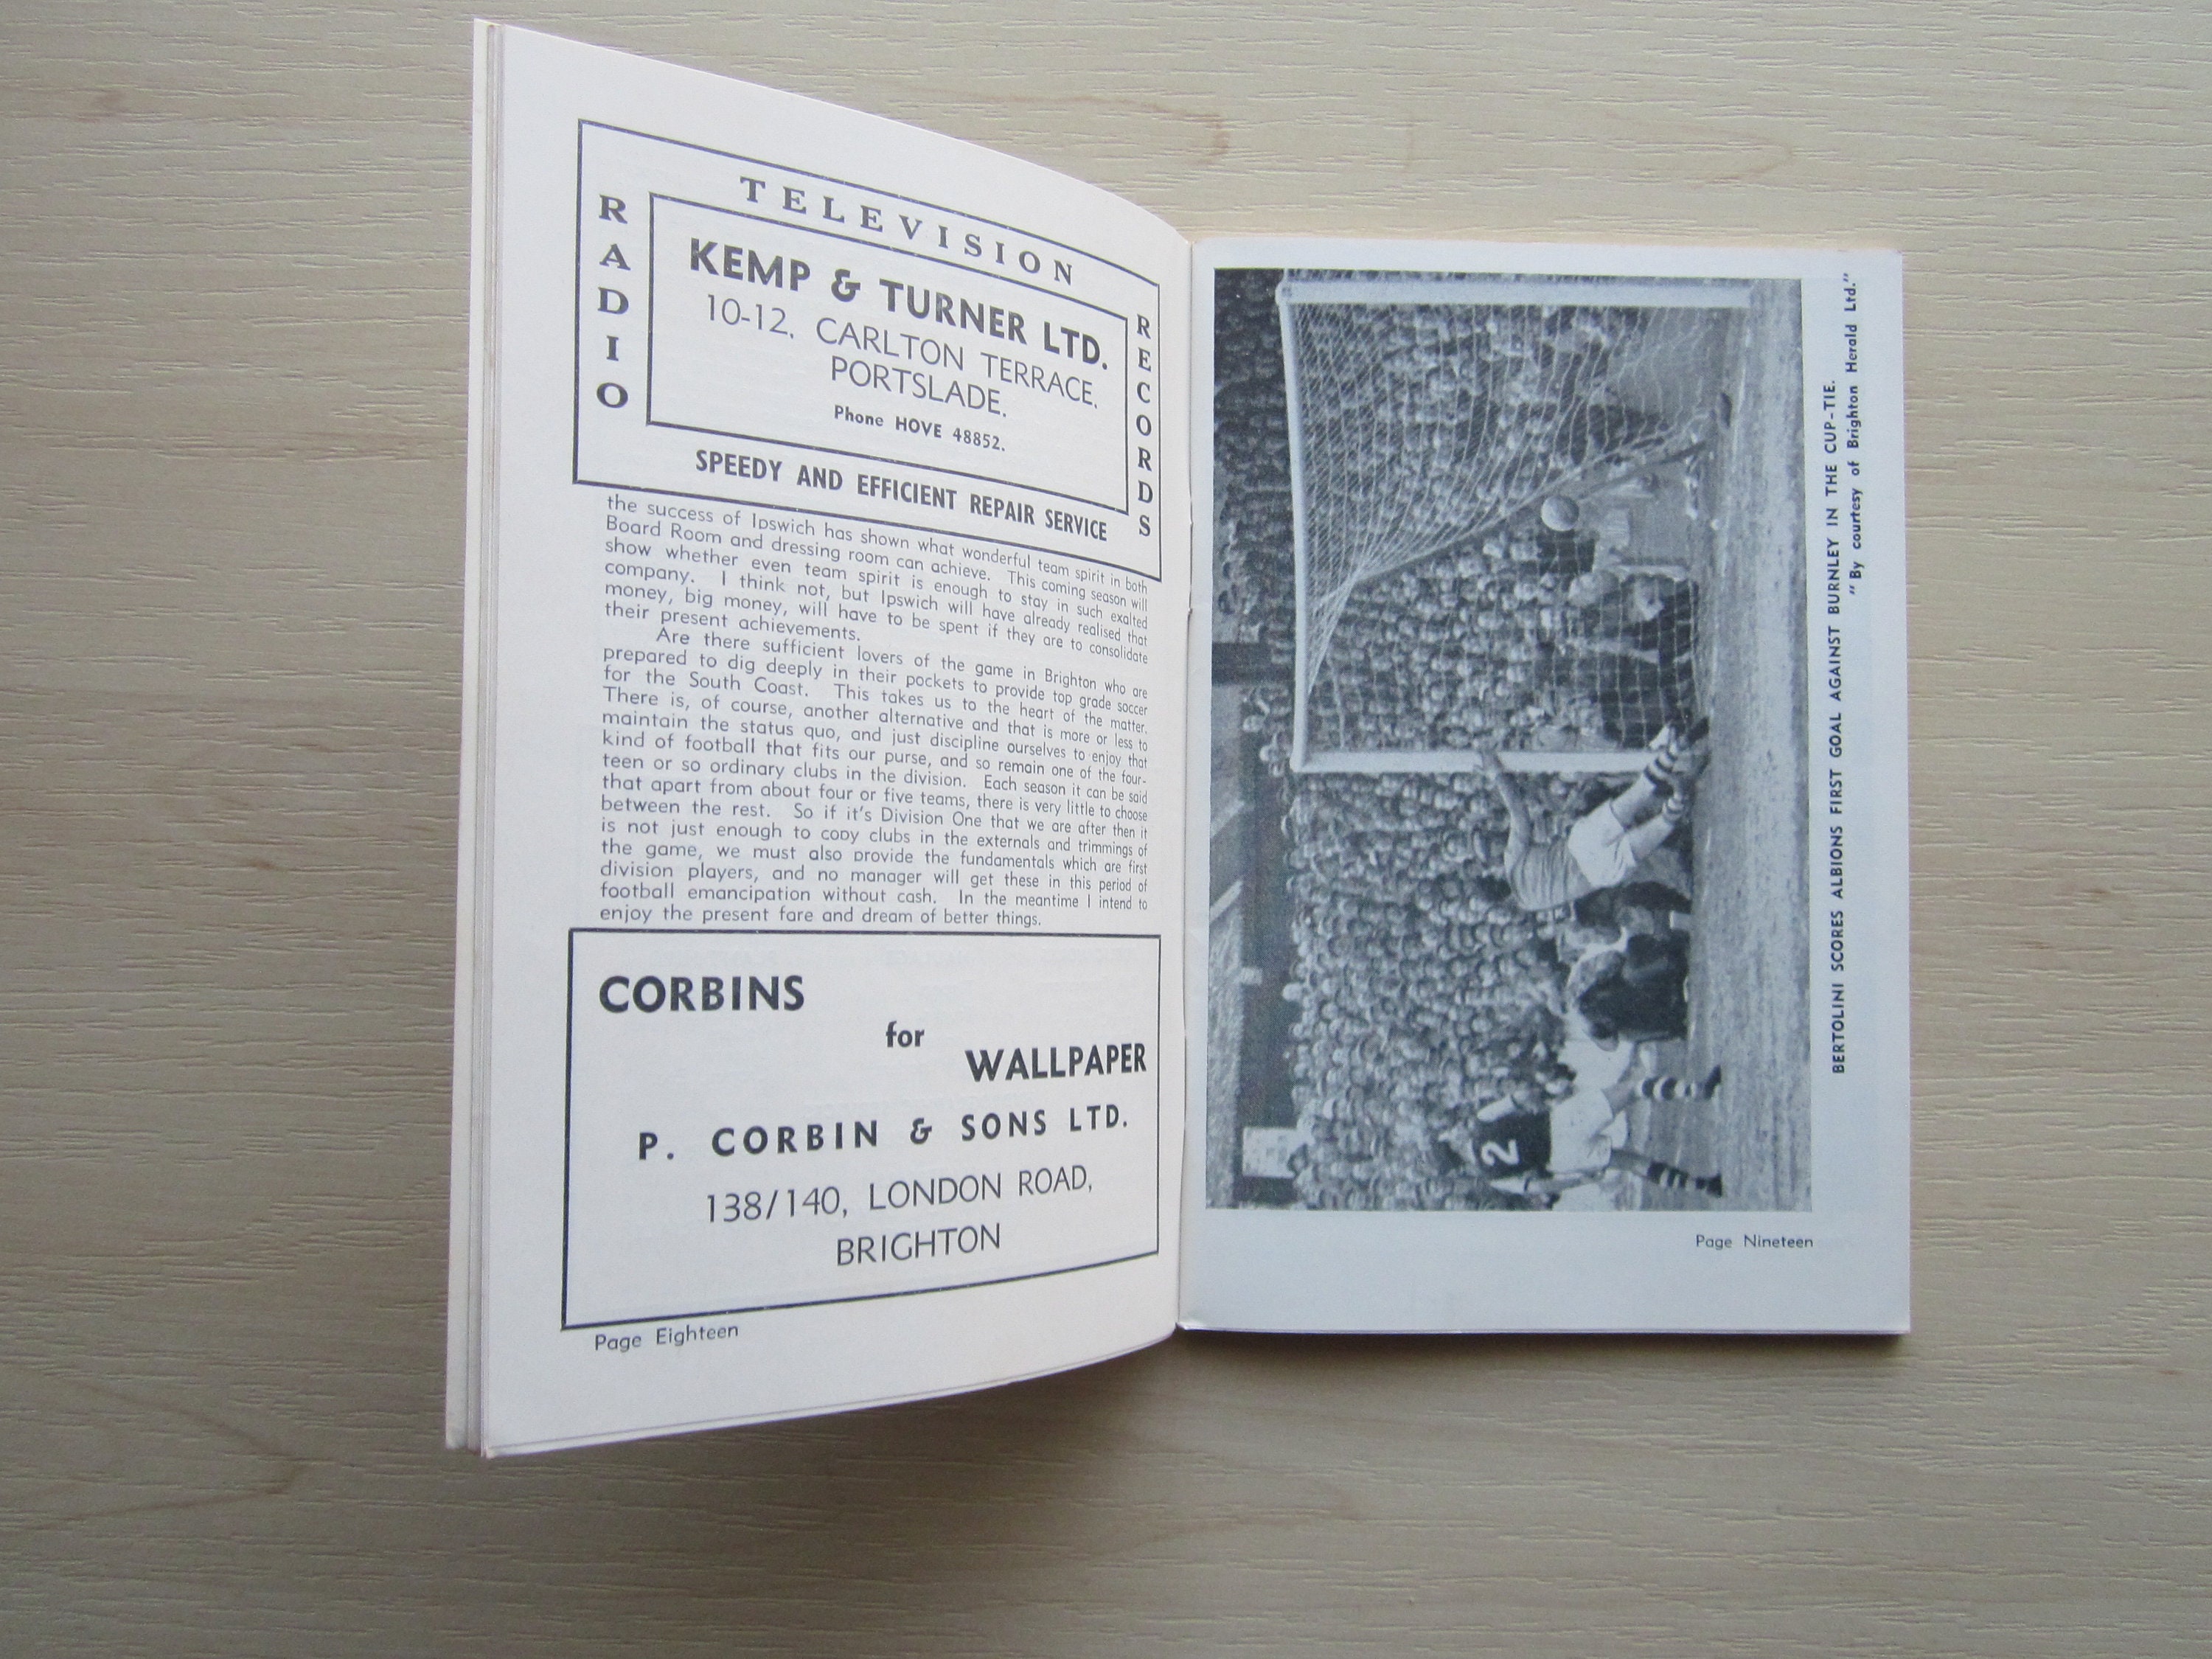 TELEVISION
RADIO
RECORDS
KEMP & TURNER LTD.
10-12, CARLTON TERRACE,
PORTSLADE.
Phone HOVE 48852.
SPEEDY AND EFFICIENT REPAIR SERVICE
the success of Ipswich has shown what wonderful team spirit in both
Board Room and dressing room can achieve. This coming season will
show whether even team spirit is enough to stay in such exalted
company. I think not, but Ipswich will have already realised that
money, big money, will have to be spent if they are to consolidate
their present achievements.
Are there sufficient lovers of the game in Brighton who are
prepared to dig deeply in their pockets to provide top grade soccer
for the South Coast. This takes us to the heart of the matter.
There is, of course, another alternative and that is more or less to
maintain the status quo, and just discipline ourselves to enjoy that
kind of football that fits our purse, and so remain one of the four-
teen or so ordinary clubs in the division. Each season it can be said
that apart from about four or five teams, there is very little to choose
between the rest. So if it's Division One that we are after then it
is not just enough to copy clubs in the externals and trimmings of
the game, we must also provide the fundamentals which are first
division players, and no manager will get these in this period of
football emancipation without cash. In the meantime I intend to
enjoy the present fare and dream of better things.
CORBINS
for
WALLPAPER
P. CORBIN & SONS LTD.
138/140, LONDON ROAD,
BRIGHTON
Page Eighteen
2
BERTOLINI SCORES ALBIONS FIRST GOAL AGAINST BURNLEY IN THE CUP-TIE.
"By courtesy of Brighton Herald Ltd."
Page Nineteen